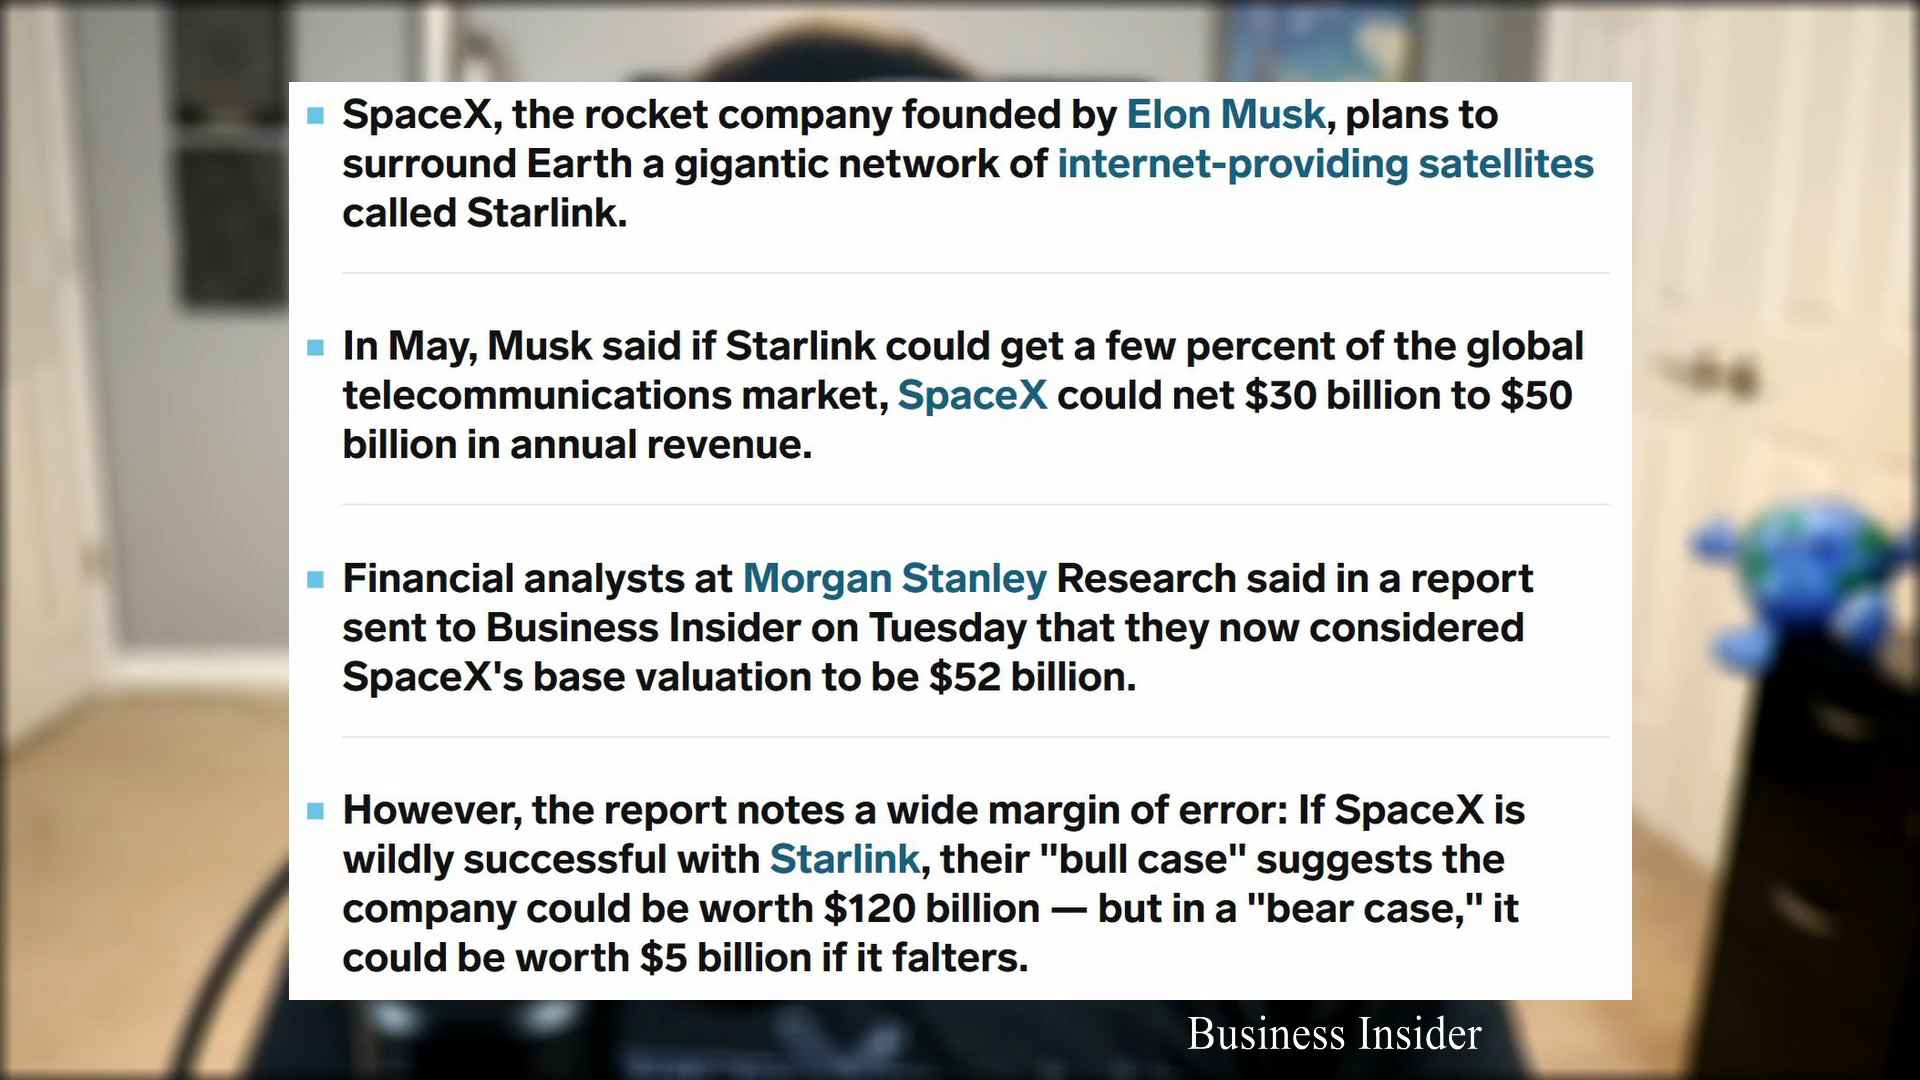 SpaceX, the rocket company founded by Elon Musk, plans to
surround Earth a gigantic network of internet-providing satellites
called Starlink.
In May, Musk said if Starlink could get a few percent of the global
telecommunications market, SpaceX could net $30 billion to $50
billion in annual revenue.
Financial analysts at Morgan Stanley Research said in a report
sent to Business Insider on Tuesday that they now considered
SpaceX's base valuation to be $52 billion.
However, the report notes a wide margin of error: If SpaceX is
wildly successful with Starlink, their "bull case" suggests the
company could be worth $120 billion — but in a "bear case," it
could be worth $5 billion if it falters.
Business Insider